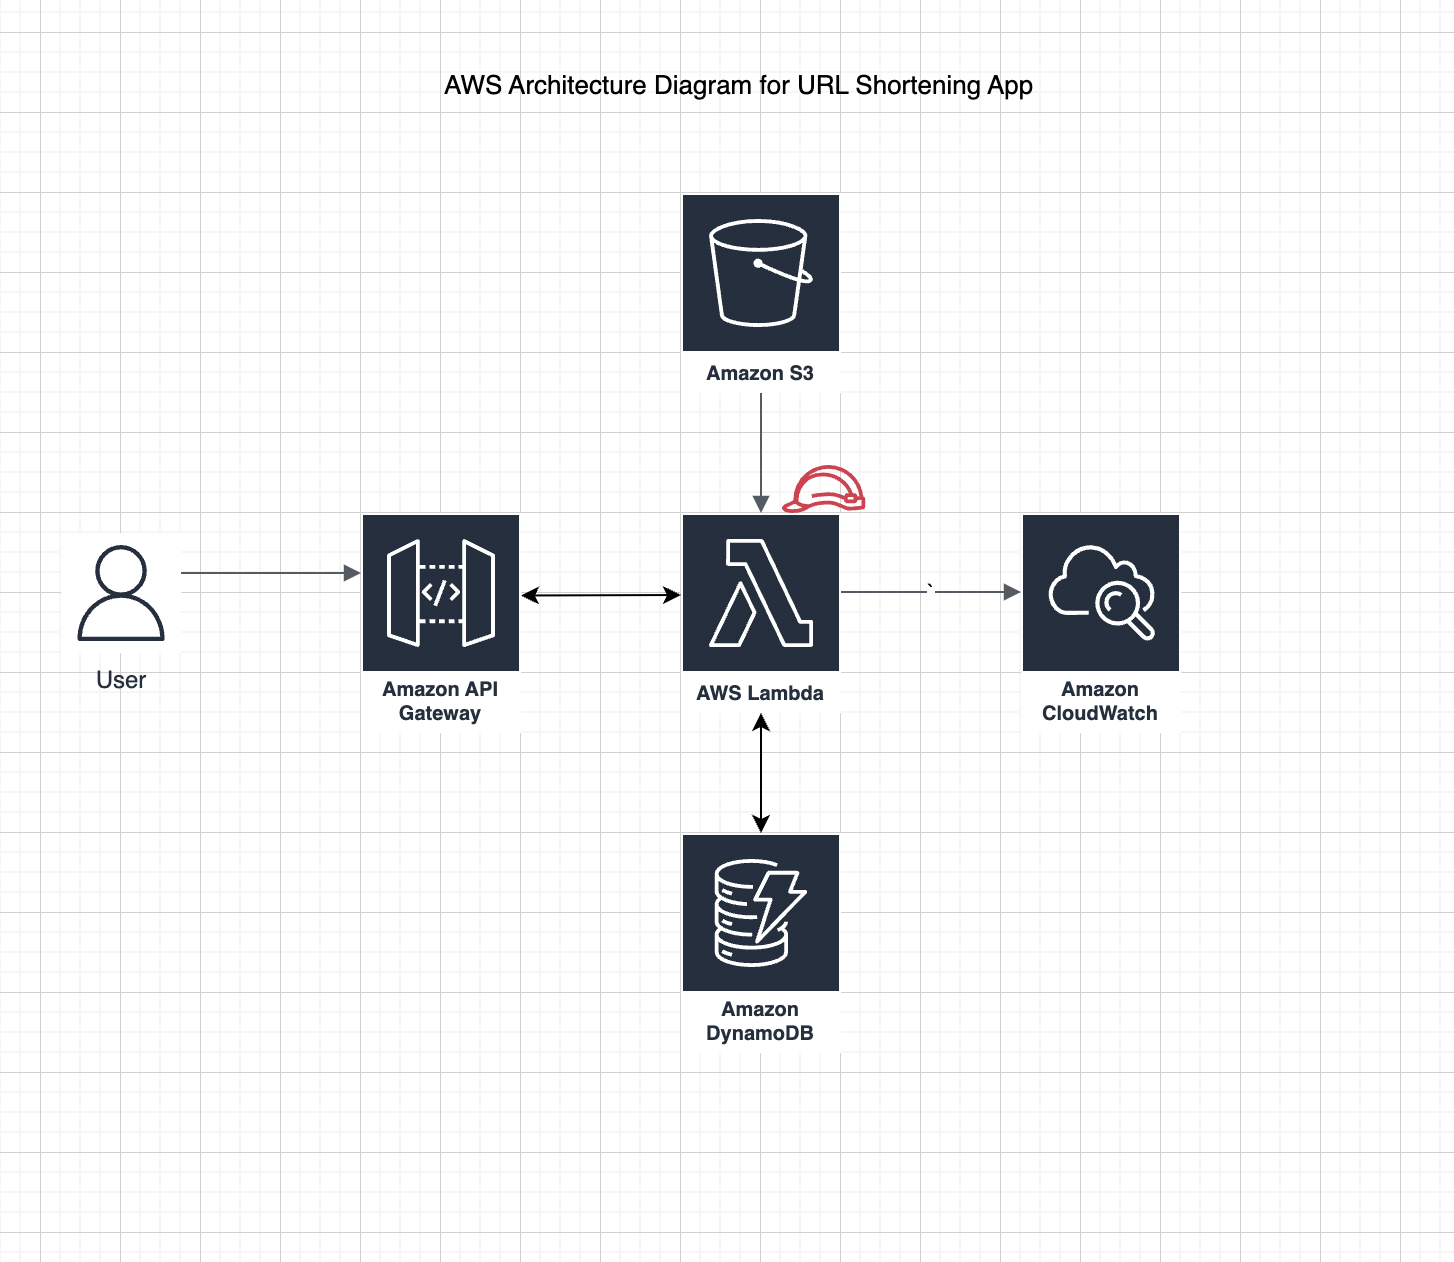 AWS Architecture Diagram for URL Shortening App
Amazon S3
User
</>
Amazon API
Gateway
AWS Lambda
`
Amazon
CloudWatch
Amazon
DynamoDB